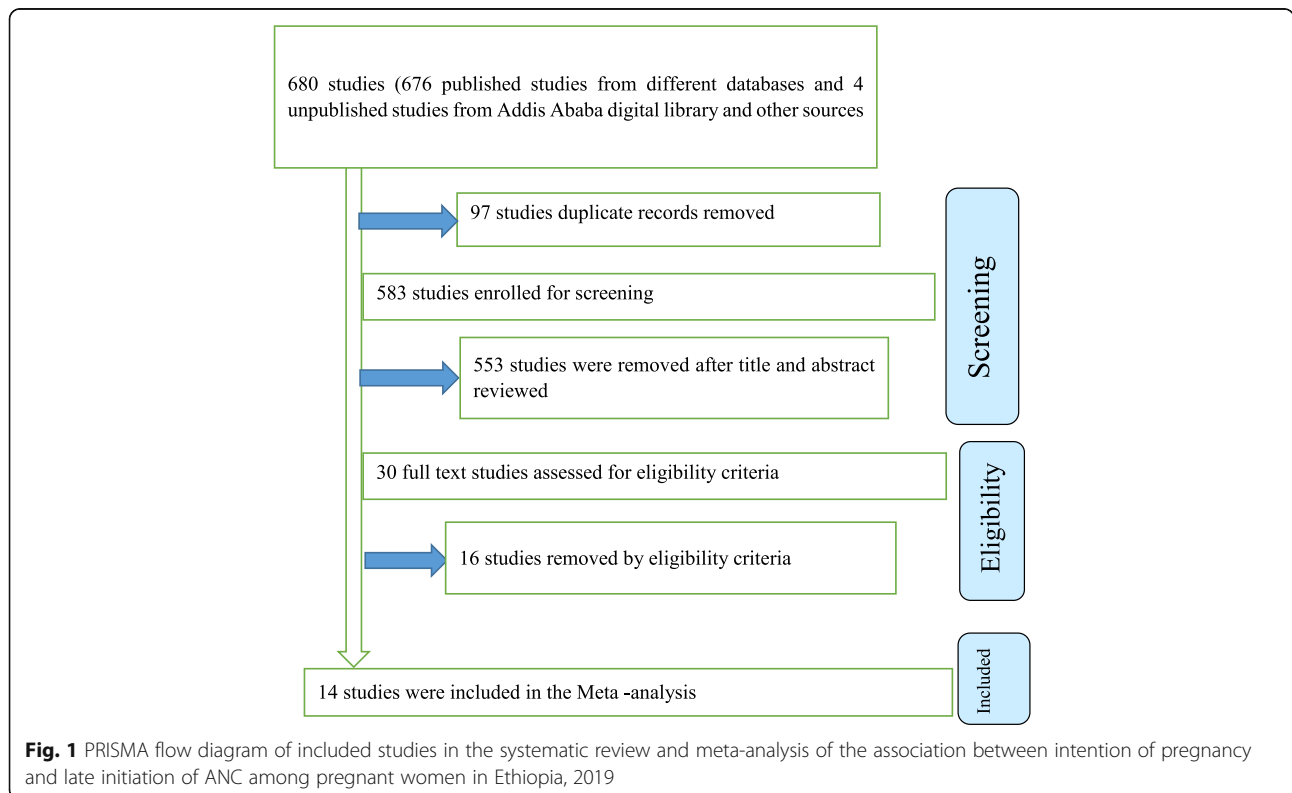 680 studies (676 published studies from different databases and 4
unpublished studies from Addis Ababa digital library and other sources
97 studies duplicate records removed
583 studies enrolled for screening
553 studies were removed after title and abstract
reviewed
Screening
30 full text studies assessed for eligibility criteria
16 studies removed by eligibility criteria
Eligibility
14 studies were included in the Meta -analysis
Included
Fig. 1 PRISMA flow diagram of included studies in the systematic review and meta-analysis of the association between intention of pregnancy
and late initiation of ANC among pregnant women in Ethiopia, 2019